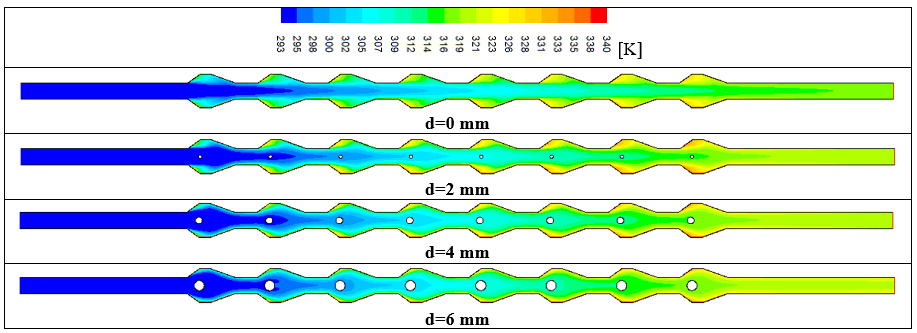 293 295 298 300 302 305 307 309 312 314 316 319 321 323 326 328 331 333 335 338 340 [K]
d=0 mm
d=2 mm
d=4 mm
d=6 mm